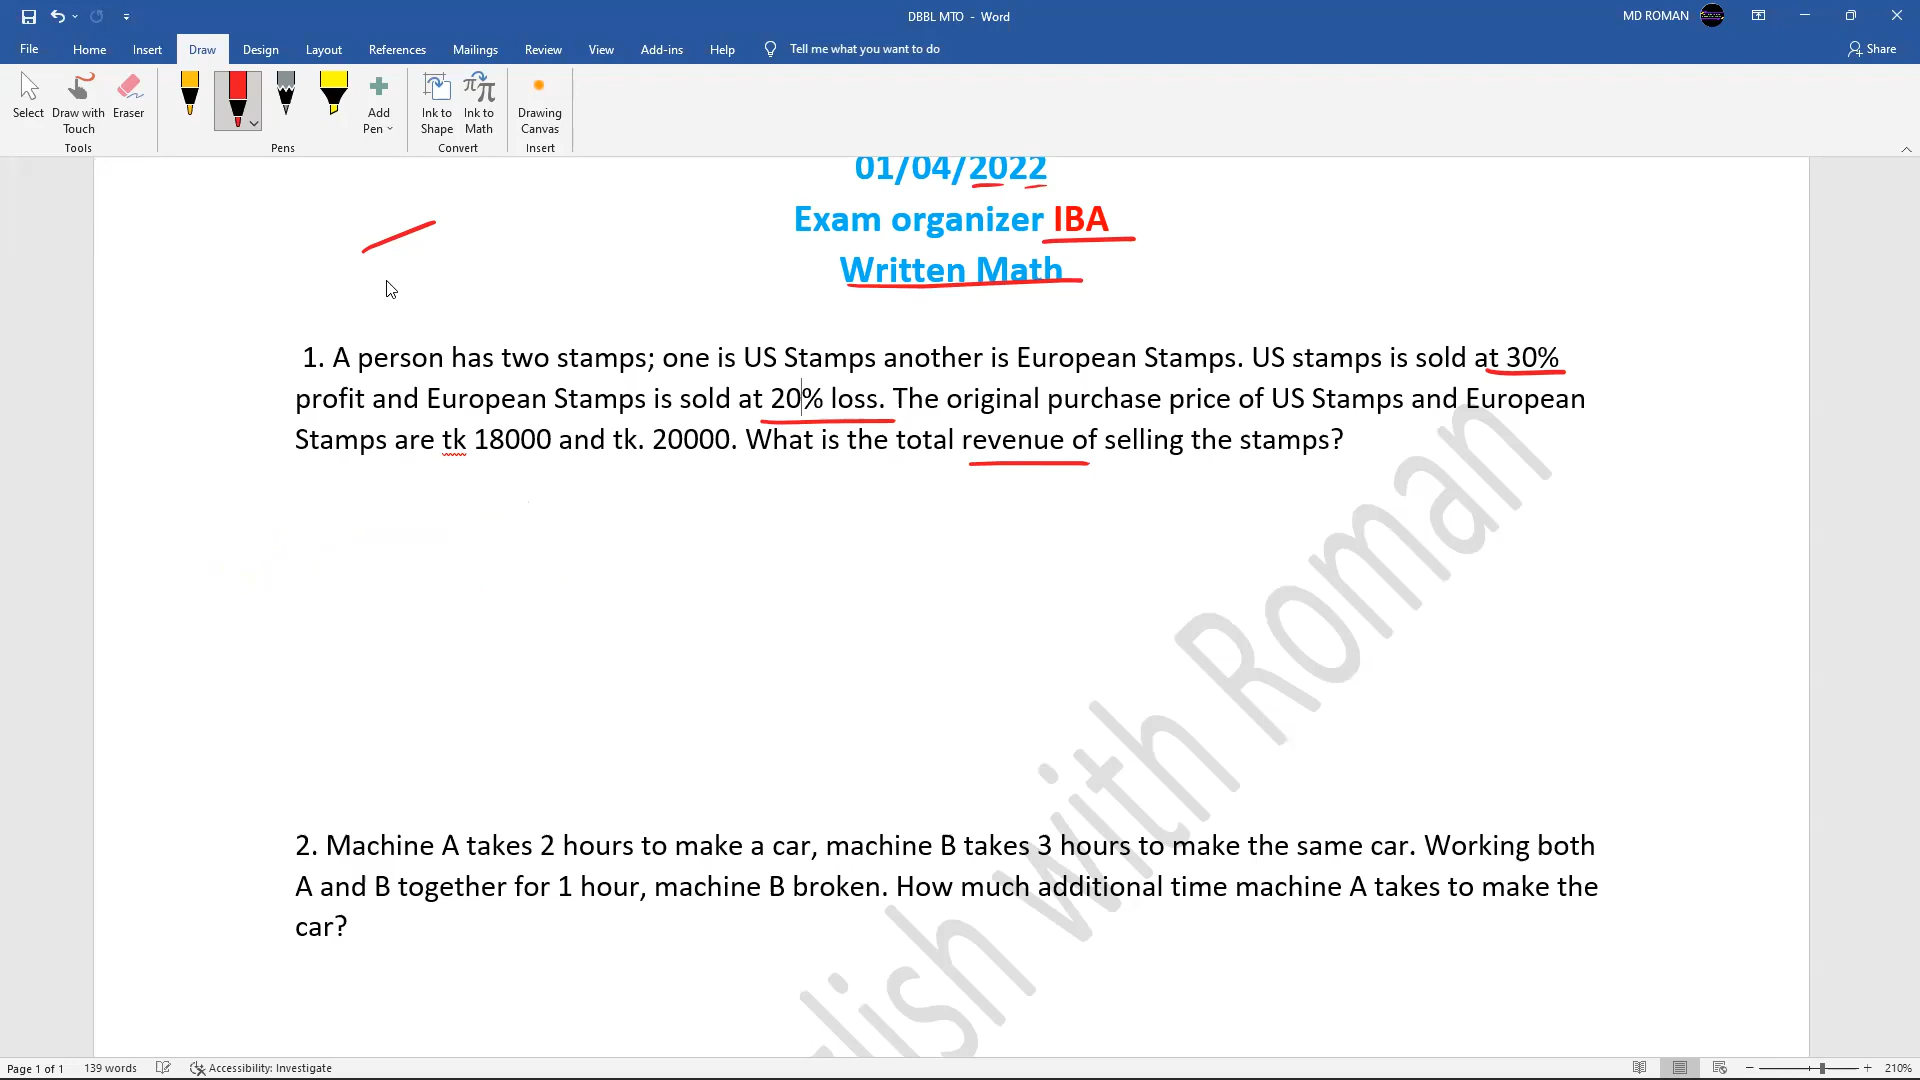 DBBL MTO - Word
MD ROMAN
File Home Insert Draw Design Layout References Mailings Review View Add-ins Help Tell me what you want to do Share
Select Draw with Touch Eraser Add Pen Ink to Shape Ink to Math Drawing Canvas
Tools Pens Convert Insert
01/04/2022
Exam organizer IBA
Written Math
1. A person has two stamps; one is US Stamps another is European Stamps. US stamps is sold at 30%
profit and European Stamps is sold at 20% loss. The original purchase price of US Stamps and European
Stamps are tk 18000 and tk. 20000. What is the total revenue of selling the stamps?
2. Machine A takes 2 hours to make a car, machine B takes 3 hours to make the same car. Working both
A and B together for 1 hour, machine B broken. How much additional time machine A takes to make the
car?
lish with Roman
Page 1 of 1 139 words Accessibility: Investigate 210%